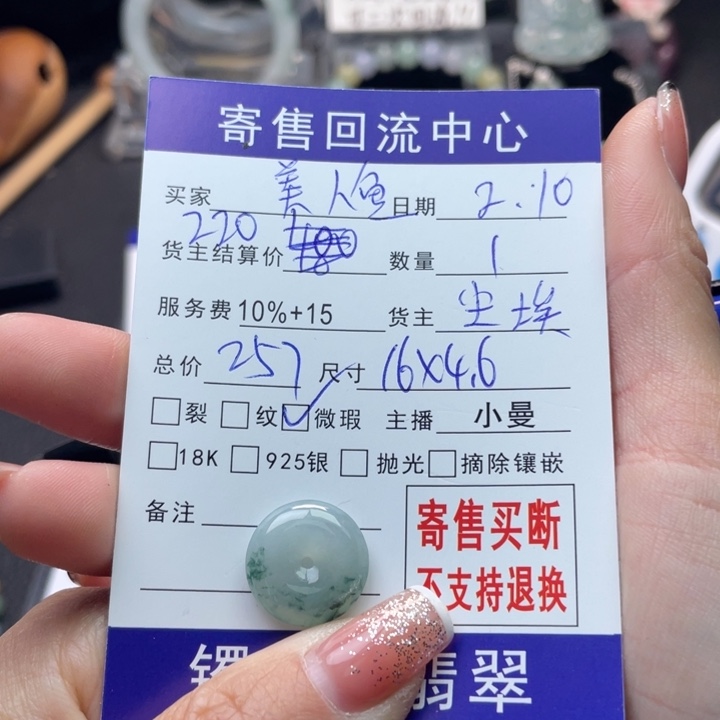 寄售回流中心
买家 美人鱼 日期 2.10
货主结算价 220 数量 1
服务费 10%+15 货主 尘埃
总价 257 尺寸 16×4.6
□裂 □纹 ☑微瑕 主播 小曼
□18K □925银 □抛光 □摘除镶嵌
备注
寄售买断
不支持退换
镯 翡翠